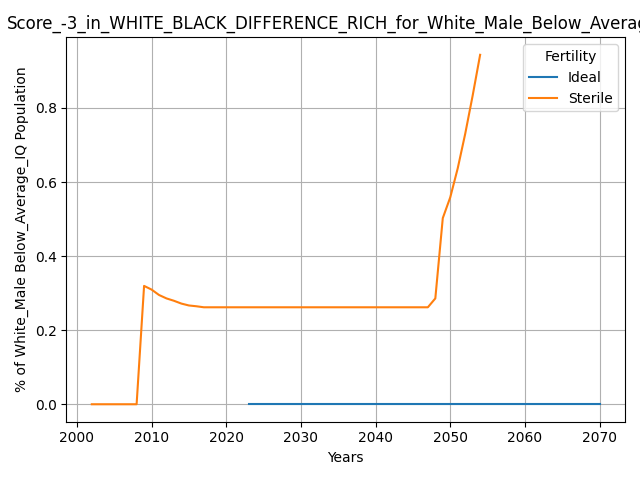 Score_-3_in_WHITE_BLACK_DIFFERENCE_RICH_for_White_Male_Below_Averag
Fertility
Ideal
Sterile
% of White_Male Below_Average_IQ Population
0.8
0.6
0.4
0.2
0.0
2000 2010 2020 2030 2040 2050 2060 2070
Years